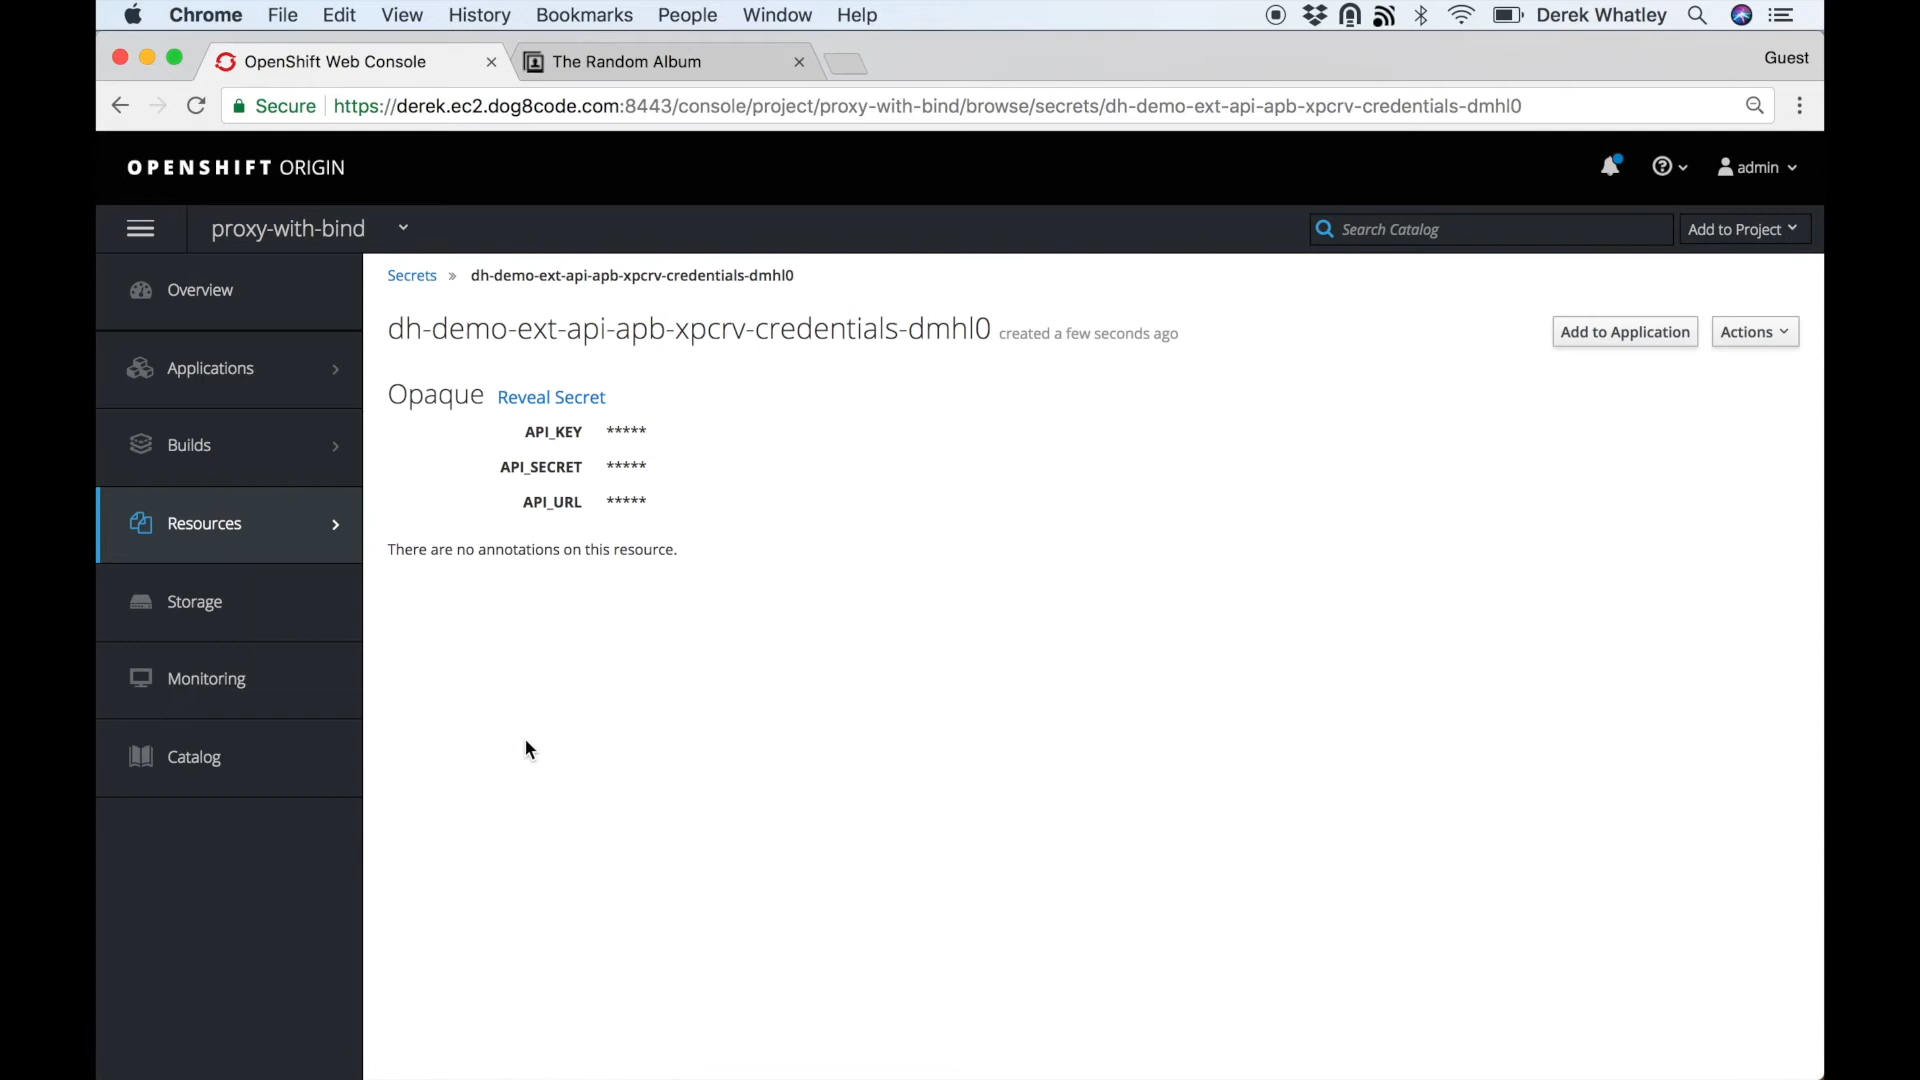 Chrome File Edit View History Bookmarks People Window Help Derek Whatley
OpenShift Web Console The Random Album Guest
Secure https://derek.ec2.dog8code.com:8443/console/project/proxy-with-bind/browse/secrets/dh-demo-ext-api-apb-xpcrv-credentials-dmhl0
OPENSHIFT ORIGIN admin
proxy-with-bind Search Catalog Add to Project
Secrets » dh-demo-ext-api-apb-xpcrv-credentials-dmhl0
Overview
dh-demo-ext-api-apb-xpcrv-credentials-dmhl0 created a few seconds ago Add to Application Actions
Applications
Opaque Reveal Secret
API_KEY *****
Builds
API_SECRET *****
API_URL *****
Resources
There are no annotations on this resource.
Storage
Monitoring
Catalog